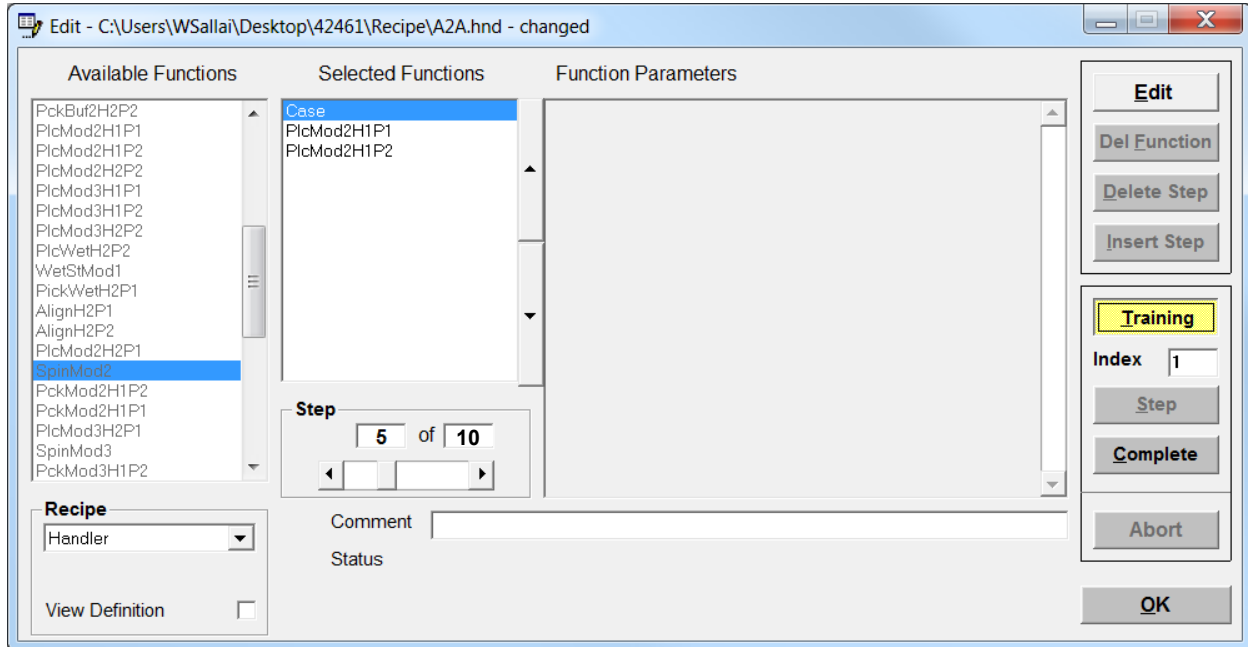 Edit - C:\Users\WSallai\Desktop\42461\Recipe\A2A.hnd - changed
Available Functions
PckBuf2H2P2
PlcMod2H1P1
PlcMod2H1P2
PlcMod2H2P2
PlcMod3H1P1
PlcMod3H1P2
PlcMod3H2P2
PlcWetH2P2
WetStMod1
PickWetH2P1
AlignH2P1
AlignH2P2
PlcMod2H2P1
SpinMod2
PckMod2H1P2
PckMod2H1P1
PlcMod3H2P1
SpinMod3
PckMod3H1P2
Recipe
Handler
View Definition
Selected Functions
Case
PlcMod2H1P1
PlcMod2H1P2
Step
5 of 10
Function Parameters
Comment
Status
Edit
Del Function
Delete Step
Insert Step
Training
Index 1
Step
Complete
Abort
OK